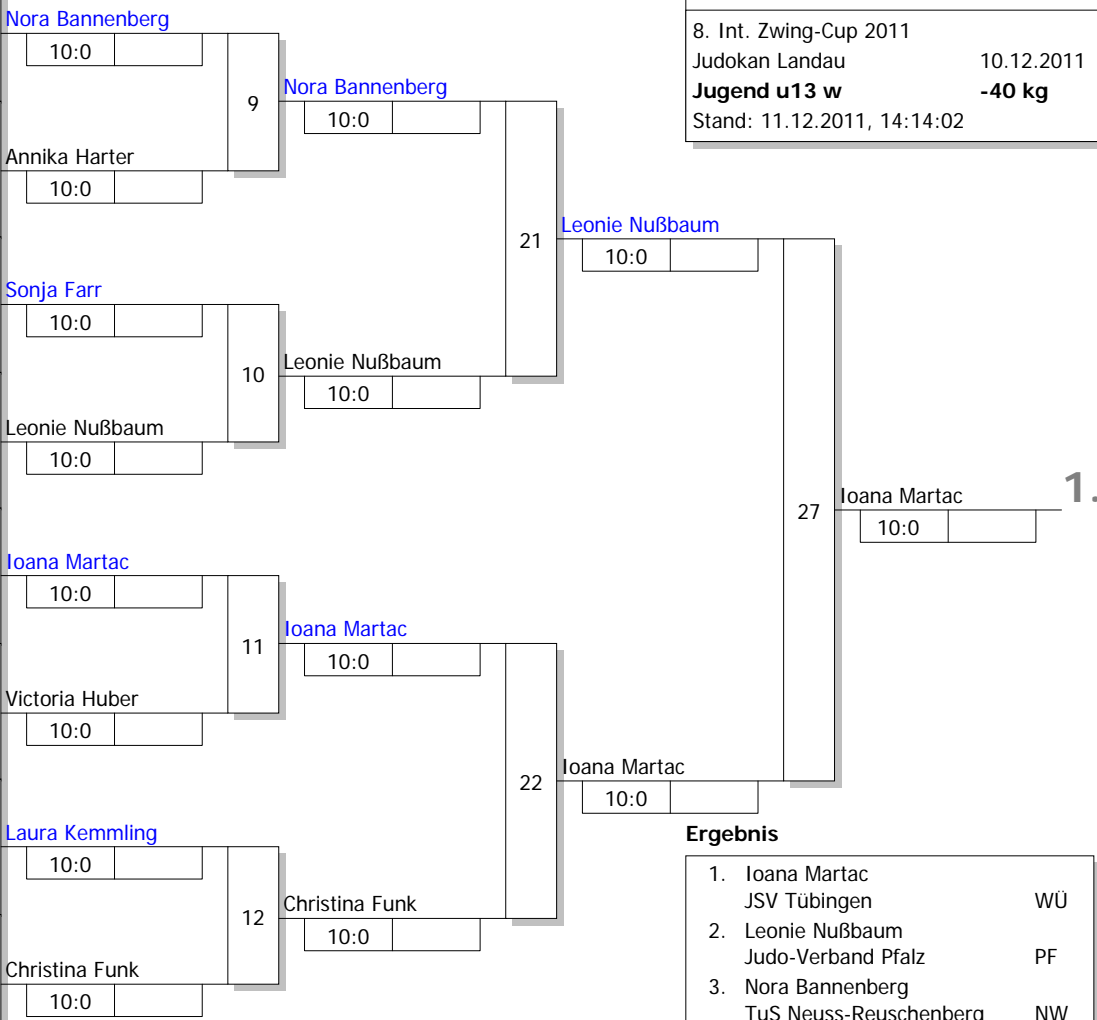 8. Int. Zwing-Cup 2011
Judokan Landau 10.12.2011
Jugend u13 w -40 kg
Stand: 11.12.2011, 14:14:02
Nora Bannenberg
10:0
9
Annika Harter
10:0
Sonja Farr
10:0
10
Leonie Nußbaum
10:0
Ioana Martac
10:0
11
Victoria Huber
10:0
Laura Kemmling
10:0
12
Christina Funk
10:0
Nora Bannenberg
10:0
21
Leonie Nußbaum
10:0
Ioana Martac
10:0
22
Christina Funk
10:0
Leonie Nußbaum
10:0
27
Ioana Martac
10:0
Ioana Martac 1.
10:0
Ergebnis
1. Ioana Martac
JSV Tübingen WÜ
2. Leonie Nußbaum
Judo-Verband Pfalz PF
3. Nora Bannenberg
TuS Neuss-Reuschenberg NW